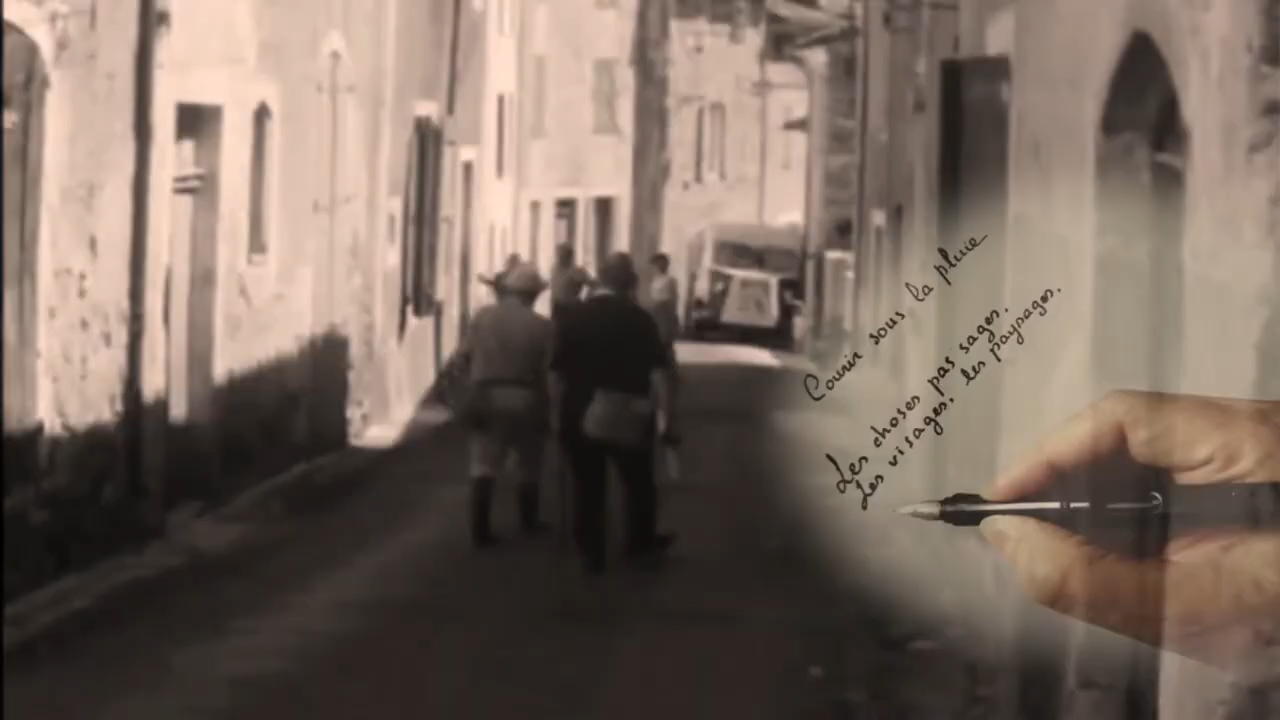 Courir sous la pluie
Les choses pas sages.
Les visages, les paysages.